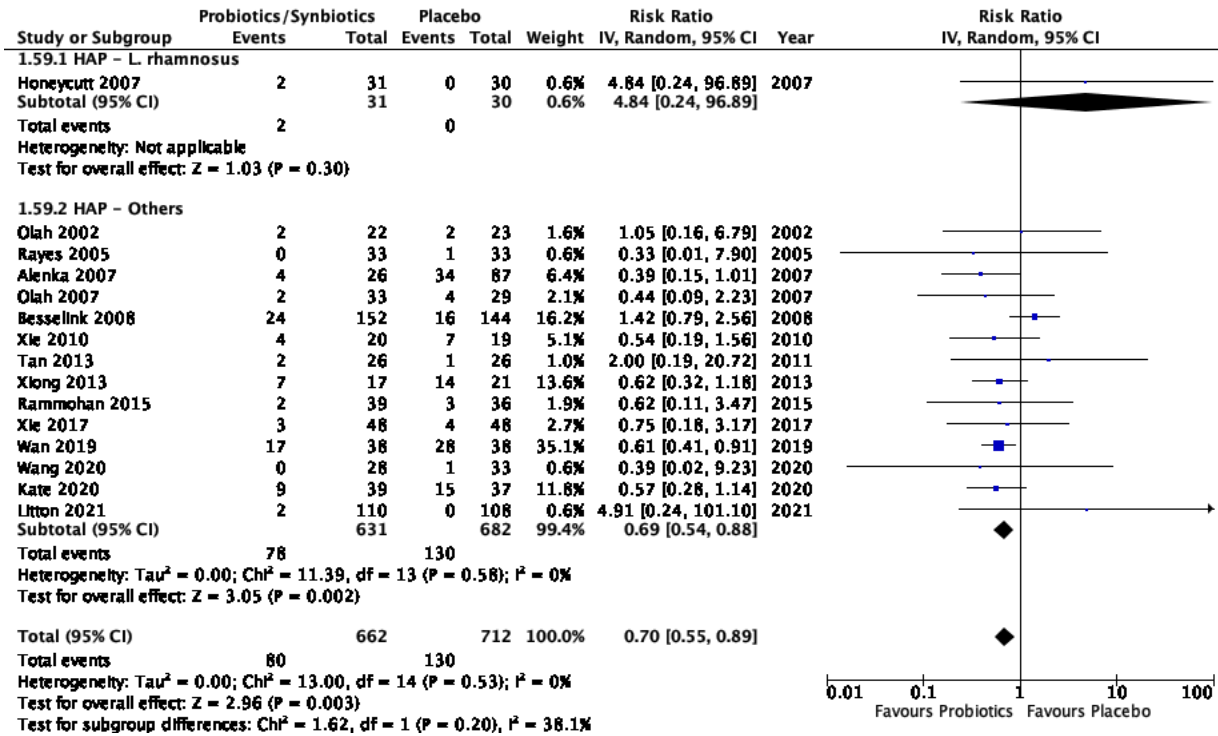 Probiotics/Synbiotics Placebo Risk Ratio Risk Ratio
Study or Subgroup Events Total Events Total Weight IV, Random, 95% CI Year IV, Random, 95% CI
1.59.1 HAP – L. rhamnosus
Honeycutt 2007 2 31 0 30 0.6% 4.84 [0.24, 96.89] 2007
Subtotal (95% CI) 31 30 0.6% 4.84 [0.24, 96.89]
Total events 2 0
Heterogeneity: Not applicable
Test for overall effect: Z = 1.03 (P = 0.30)
1.59.2 HAP – Others
Olah 2002 2 22 2 23 1.6% 1.05 [0.16, 6.79] 2002
Rayes 2005 0 33 1 33 0.6% 0.33 [0.01, 7.90] 2005
Alenka 2007 4 26 34 87 6.4% 0.39 [0.15, 1.01] 2007
Olah 2007 2 33 4 29 2.1% 0.44 [0.09, 2.23] 2007
Besselink 2008 24 152 16 144 16.2% 1.42 [0.79, 2.56] 2008
Xie 2010 4 20 7 19 5.1% 0.54 [0.19, 1.56] 2010
Tan 2013 2 26 1 26 1.0% 2.00 [0.19, 20.72] 2011
Xiong 2013 7 17 14 21 13.6% 0.62 [0.32, 1.18] 2013
Rammohan 2015 2 39 3 36 1.9% 0.62 [0.11, 3.47] 2015
Xie 2017 3 48 4 48 2.7% 0.75 [0.18, 3.17] 2017
Wan 2019 17 38 28 38 35.1% 0.61 [0.41, 0.91] 2019
Wang 2020 0 28 1 33 0.6% 0.39 [0.02, 9.23] 2020
Kate 2020 9 39 15 37 11.8% 0.57 [0.28, 1.14] 2020
Litton 2021 2 110 0 108 0.6% 4.91 [0.24, 101.10] 2021
Subtotal (95% CI) 631 682 99.4% 0.69 [0.54, 0.88]
Total events 78 130
Heterogeneity: Tau² = 0.00; Chi² = 11.39, df = 13 (P = 0.58); I² = 0%
Test for overall effect: Z = 3.05 (P = 0.002)
Total (95% CI) 662 712 100.0% 0.70 [0.55, 0.89]
Total events 80 130
Heterogeneity: Tau² = 0.00; Chi² = 13.00, df = 14 (P = 0.53); I² = 0%
Test for overall effect: Z = 2.96 (P = 0.003)
Test for subgroup differences: Chi² = 1.62, df = 1 (P = 0.20), I² = 38.1%
0.01 0.1 1 10 100
Favours Probiotics Favours Placebo